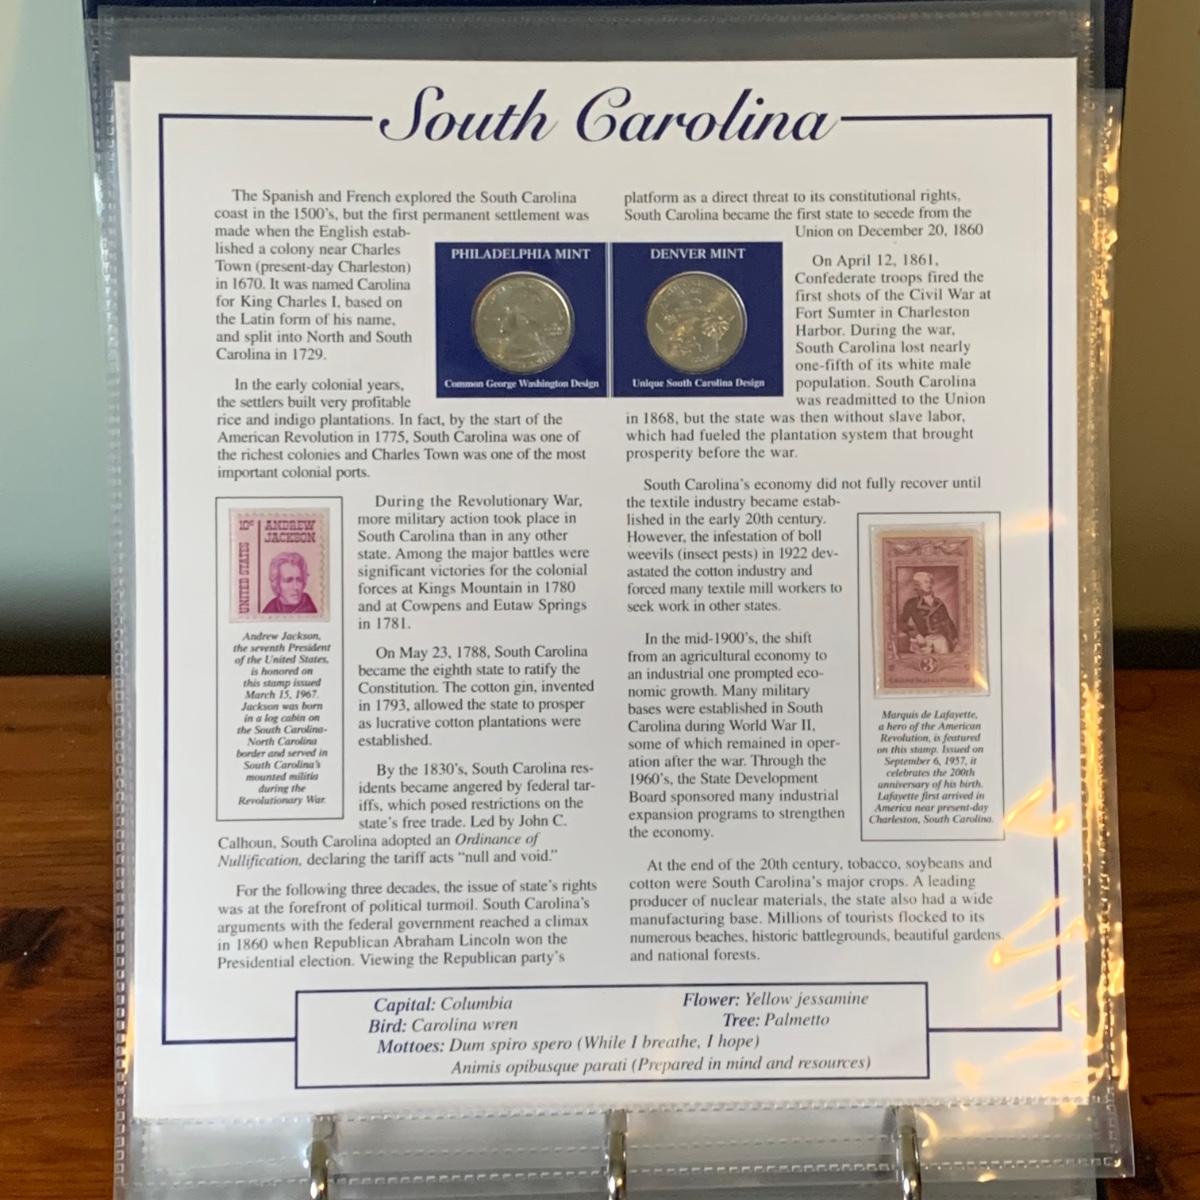 South Carolina
The Spanish and French explored the South Carolina
coast in the 1500's, but the first permanent settlement was
made when the English estab-
lished a colony near Charles
Town (present-day Charleston)
in 1670. It was named Carolina
for King Charles I, based on
the Latin form of his name,
and split into North and South
Carolina in 1729.
In the early colonial years,
the settlers built very profitable
rice and indigo plantations. In fact, by the start of the
American Revolution in 1775, South Carolina was one of
the richest colonies and Charles Town was one of the most
important colonial ports.
During the Revolutionary War,
more military action took place in
South Carolina than in any other
state. Among the major battles were
significant victories for the colonial
forces at Kings Mountain in 1780
and at Cowpens and Eutaw Springs
in 1781.
On May 23, 1788, South Carolina
became the eighth state to ratify the
Constitution. The cotton gin, invented
in 1793, allowed the state to prosper
as lucrative cotton plantations were
established.
By the 1830's, South Carolina res-
idents became angered by federal tar-
iffs, which posed restrictions on the
state's free trade. Led by John C.
Calhoun, South Carolina adopted an Ordinance of
Nullification, declaring the tariff acts "null and void."
For the following three decades, the issue of state's rights
was at the forefront of political turmoil. South Carolina's
arguments with the federal government reached a climax
in 1860 when Republican Abraham Lincoln won the
Presidential election. Viewing the Republican party's
10c ANDREW
JACKSON
UNITED STATES
Andrew Jackson,
the seventh President
of the United States,
is honored on
this stamp issued
March 15, 1967.
Jackson was born
in a log cabin on
the South Carolina-
North Carolina
border and served in
South Carolina's
mounted militia
during the
Revolutionary War.
PHILADELPHIA MINT
Common George Washington Design
DENVER MINT
Unique South Carolina Design
platform as a direct threat to its constitutional rights,
South Carolina became the first state to secede from the
Union on December 20, 1860
On April 12, 1861,
Confederate troops fired the
first shots of the Civil War at
Fort Sumter in Charleston
Harbor. During the war,
South Carolina lost nearly
one-fifth of its white male
population. South Carolina
was readmitted to the Union
in 1868, but the state was then without slave labor,
which had fueled the plantation system that brought
prosperity before the war.
South Carolina's economy did not fully recover until
the textile industry became estab-
lished in the early 20th century.
However, the infestation of boll
weevils (insect pests) in 1922 dev-
astated the cotton industry and
forced many textile mill workers to
seek work in other states.
In the mid-1900's, the shift
from an agricultural economy to
an industrial one prompted eco-
nomic growth. Many military
bases were established in South
Carolina during World War II,
some of which remained in oper-
ation after the war. Through the
1960's, the State Development
Board sponsored many industrial
expansion programs to strengthen
the economy.
At the end of the 20th century, tobacco, soybeans and
cotton were South Carolina's major crops. A leading
producer of nuclear materials, the state also had a wide
manufacturing base. Millions of tourists flocked to its
numerous beaches, historic battlegrounds, beautiful gardens
and national forests.
3c
United States Postage
Marquis de Lafayette,
a hero of the American
Revolution, is featured
on this stamp. Issued on
September 6, 1957, it
celebrates the 200th
anniversary of his birth.
Lafayette first arrived in
America near present-day
Charleston, South Carolina.
Capital: Columbia
Flower: Yellow jessamine
Bird: Carolina wren
Tree: Palmetto
Mottoes: Dum spiro spero (While I breathe, I hope)
Animis opibusque parati (Prepared in mind and resources)